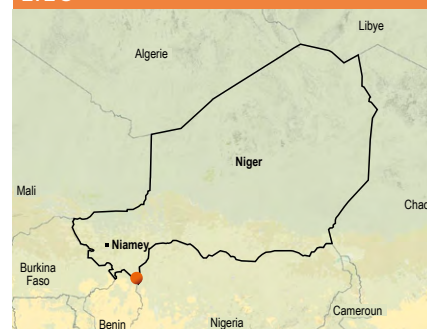 Libye
Algerie
Niger
Mali
Chad
Niamey
Burkina
Faso
Cameroun
Benin
Nigeria